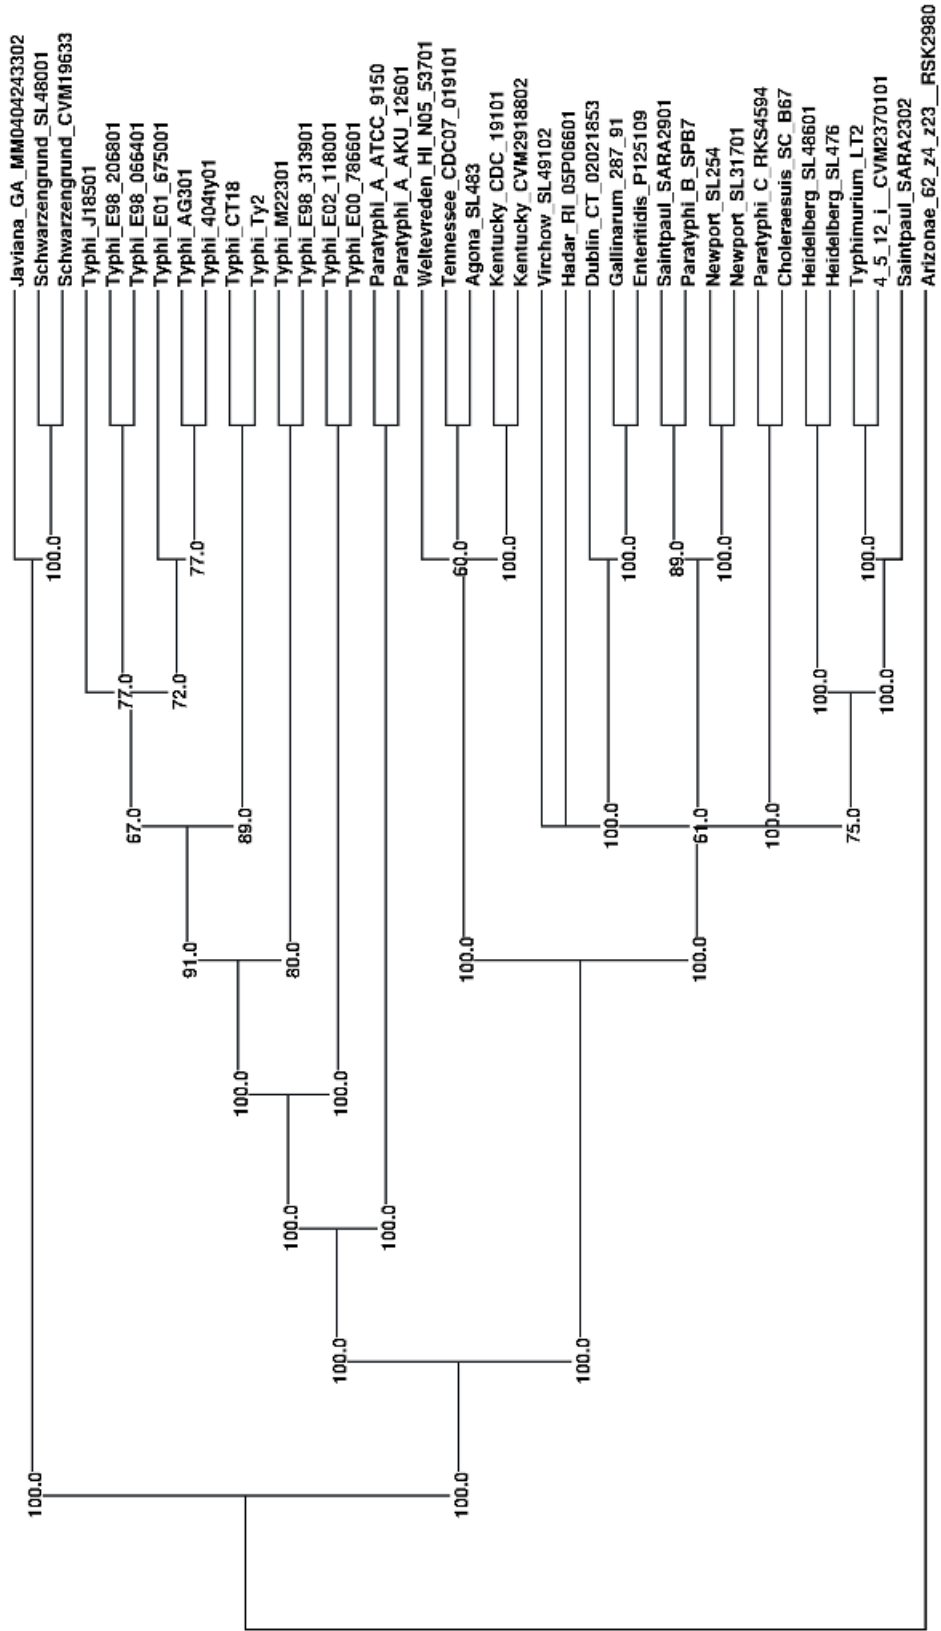 Javiana_GA_MM0404243302
Schwarzengrund_SL48001
Schwarzengrund_CVM19633
Typhi_J18501
Typhi_E98_206801
Typhi_E98_066401
Typhi_E01_675001
Typhi_AG301
Typhi_404ty01
Typhi_CT18
Typhi_Ty2
Typhi_M22301
Typhi_E98_313901
Typhi_E02_118001
Typhi_E00_786601
Paratyphi_A_ATCC_9150
Paratyphi_A_AKU_12601
Weltevreden_HI_N05_53701
Tennessee_CDC07_019101
Agona_SL483
Kentucky_CDC_19101
Kentucky_CVM2918802
Virchow_SL49102
Hadar_RI_05P06601
Dublin_CT_02021853
Gallinarum_287_91
Enteritidis_P125109
Saintpaul_SARA2901
Paratyphi_B_SPB7
Newport_SL254
Newport_SL31701
Paratyphi_C_RKS4594
Choleraesuis_SC_B67
Heidelberg_SL48601
Heidelberg_SL476
Typhimurium_LT2
4_5_12_i__CVM2370101
Saintpaul_SARA2302
Arizonae_62_z4_z23__RSK2980
100.0
77.0
60.0
100.0
100.0
89.0
100.0
100.0
77.0
72.0
100.0
100.0
67.0
89.0
100.0
61.0
100.0
75.0
91.0
80.0
100.0
100.0
100.0
100.0
100.0
100.0
100.0
100.0
100.0
100.0